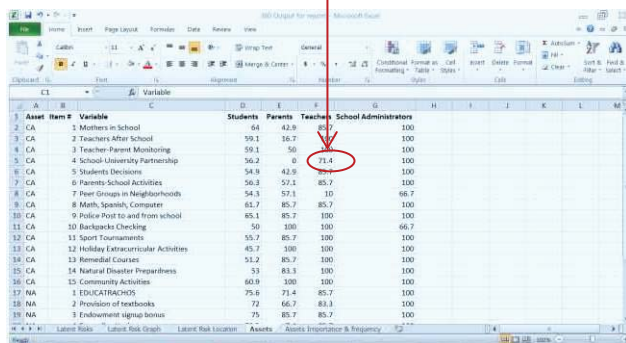 BID Output for report - Microsoft Excel
File Home Insert Page Layout Formulas Data Review View
Calibri 11 Wrap Text General AutoSum
Paste B I U Merge & Center Conditional Formatting Format as Table Cell Styles Insert Delete Format Fill Clear Sort & Filter Find & Select
Clipboard Font Alignment Number Styles Cells Editing
C1 fx Variable
A B C D E F G H I J K L M
1 Asset Item # Variable Students Parents Teachers School Administrators
2 CA 1 Mothers in School 64 42.9 85.7 100
3 CA 2 Teachers After School 59.1 16.7 100
4 CA 3 Teacher-Parent Monitoring 59.1 50 100
5 CA 4 School-University Partnership 56.2 0 71.4 100
6 CA 5 Students Decisions 54.9 42.9 85.7 100
7 CA 6 Parents-School Activities 56.3 57.1 85.7 100
8 CA 7 Peer Groups in Neighborhoods 54.3 57.1 10 66.7
9 CA 8 Math, Spanish, Computer 61.7 85.7 85.7 100
10 CA 9 Police Post to and from school 65.1 85.7 100 100
11 CA 10 Backpacks Checking 50 100 100 66.7
12 CA 11 Sport Tournaments 55.7 85.7 100 100
13 CA 12 Holiday Extracurricular Activities 45.7 100 100 100
14 CA 13 Remedial Courses 51.2 85.7 100 100
15 CA 14 Natural Disaster Preparedness 53 83.3 100 100
16 CA 15 Community Activities 60.9 100 100 100
17 NA 1 EDUCATRACHOS 75.6 71.4 85.7 100
18 NA 2 Provision of textbooks 72 66.7 83.3 100
19 NA 3 Endowment signup bonus 75 85.7 85.7 100
Latent Risks Latent Risk Graph Latent Risk Location Assets Assets Importance & frequency
Ready 100%